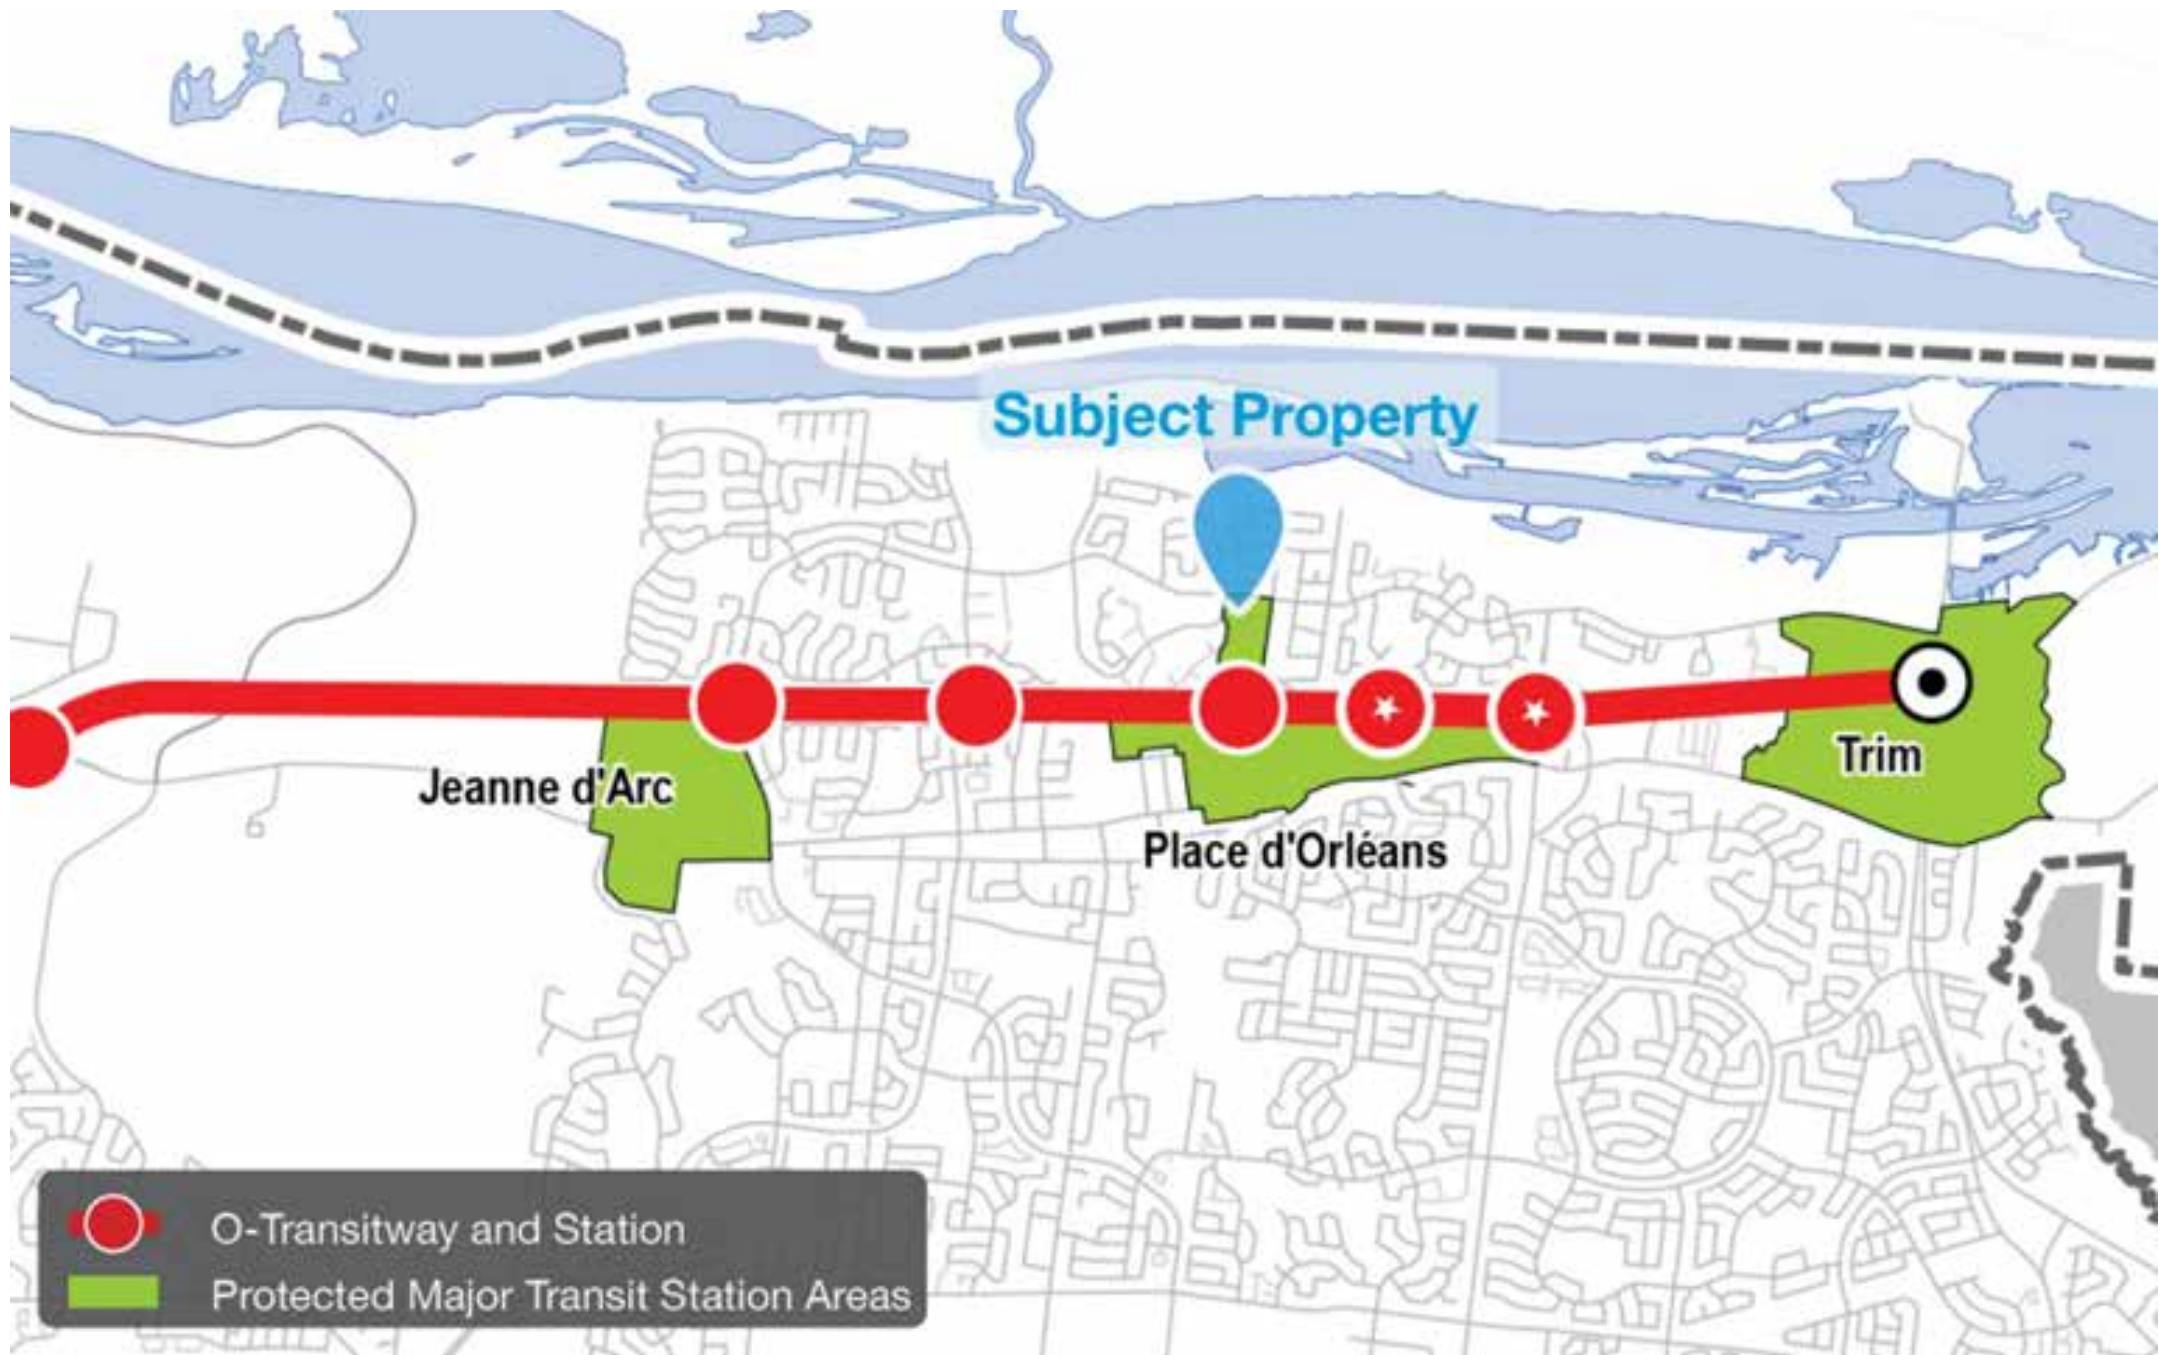 Subject Property
Jeanne d'Arc
Trim
Place d'Orléans
O-Transitway and Station
Protected Major Transit Station Areas